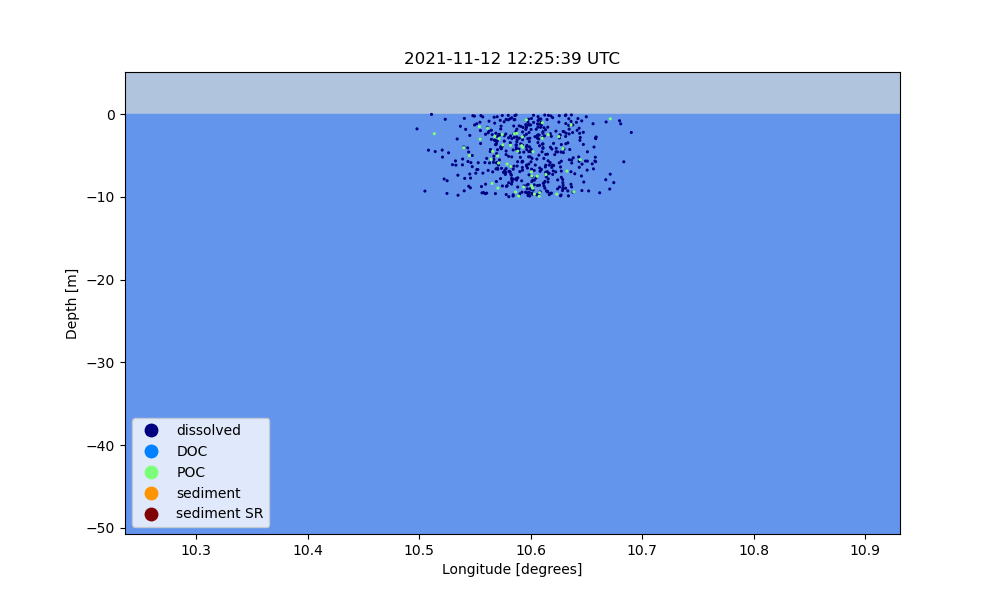 2021-11-12 12:25:39 UTC
0
−10
−20
−30
−40
−50
Depth [m]
dissolved
DOC
POC
sediment
sediment SR
10.3
10.4
10.5
10.6
10.7
10.8
10.9
Longitude [degrees]